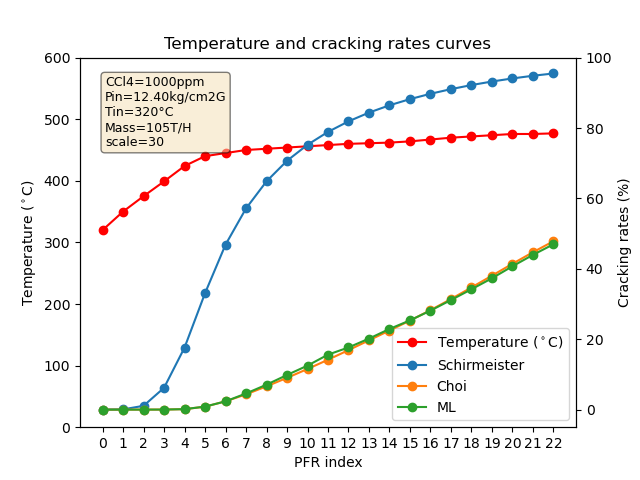 Temperature and cracking rates curves
CCl4=1000ppm
Pin=12.40kg/cm2G
Tin=320°C
Mass=105T/H
scale=30
600
500
400
300
200
100
0
Temperature (°C)
100
80
60
40
20
0
Cracking rates (%)
Temperature (°C)
Schirmeister
Choi
ML
0 1 2 3 4 5 6 7 8 9 10 11 12 13 14 15 16 17 18 19 20 21 22
PFR index